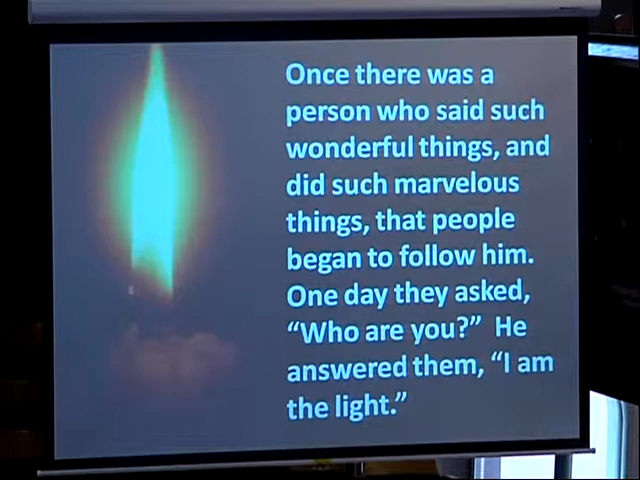 Once there was a
person who said such
wonderful things, and
did such marvelous
things, that people
began to follow him.
One day they asked,
“Who are you?”  He
answered them, “I am
the light.”